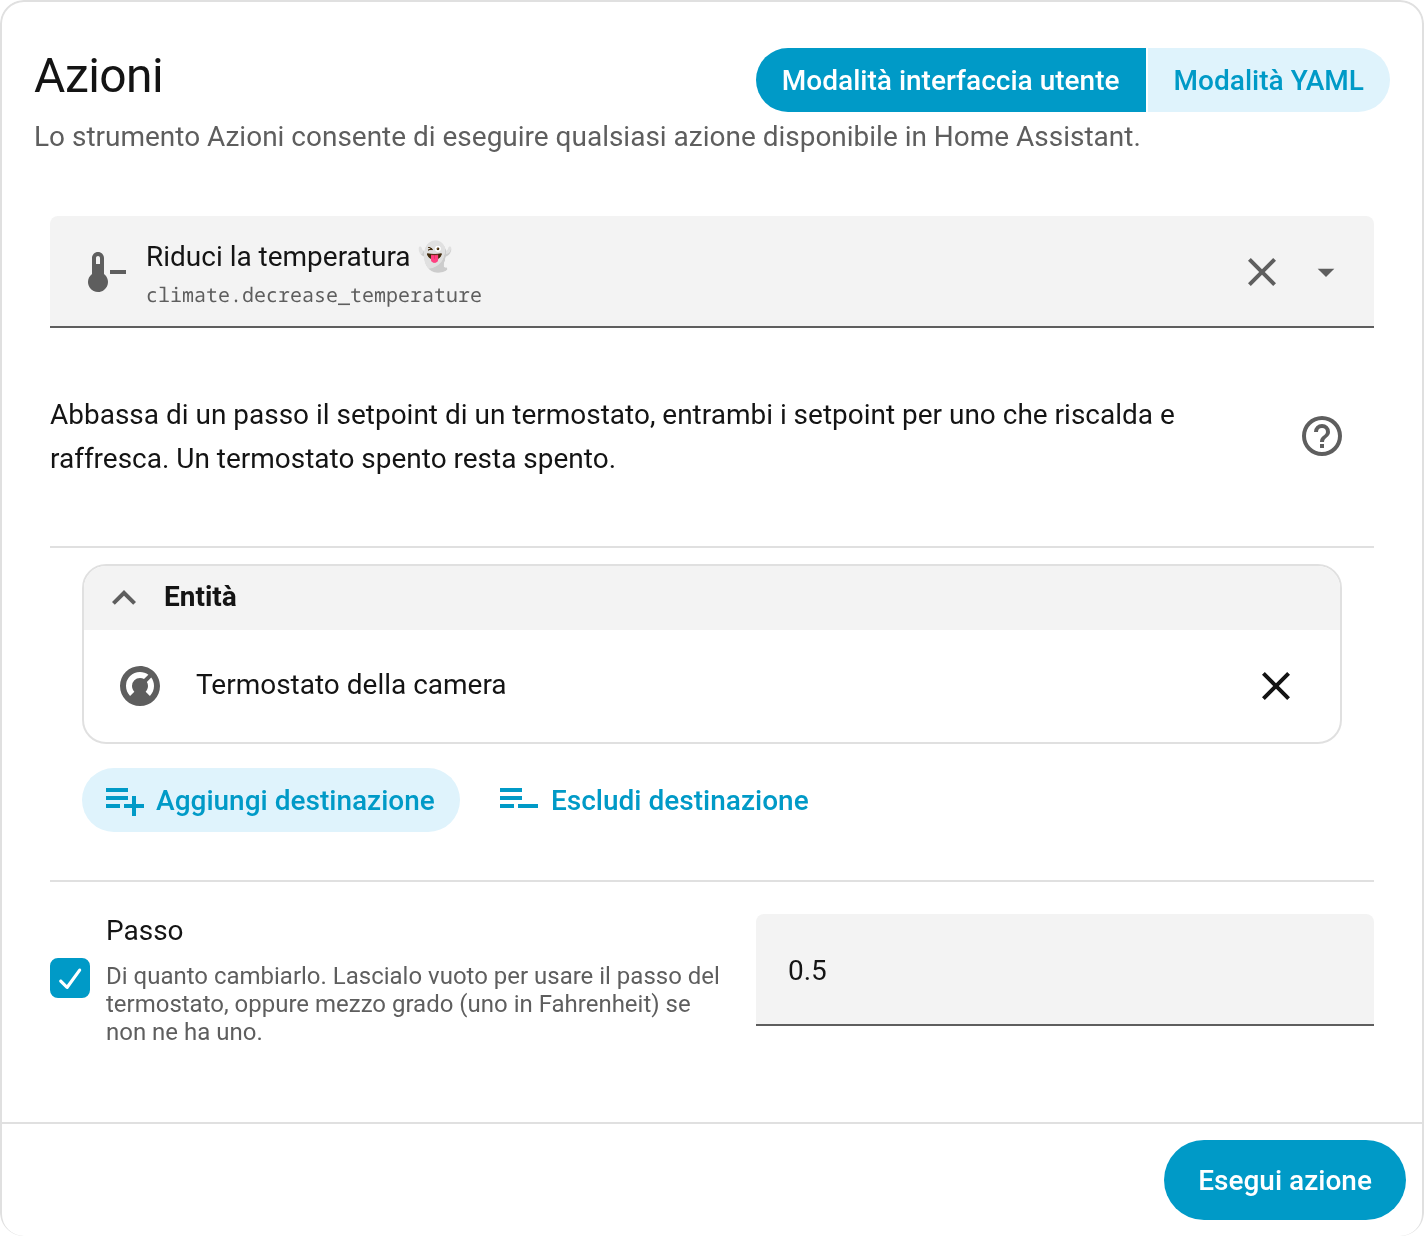 Azioni
Modalità interfaccia utente
Modalità YAML
Lo strumento Azioni consente di eseguire qualsiasi azione disponibile in Home Assistant.
Riduci la temperatura 👻
climate.decrease_temperature
Abbassa di un passo il setpoint di un termostato, entrambi i setpoint per uno che riscalda e
raffresca. Un termostato spento resta spento.
Entità
Termostato della camera
Aggiungi destinazione
Escludi destinazione
Passo
Di quanto cambiarlo. Lascialo vuoto per usare il passo del
termostato, oppure mezzo grado (uno in Fahrenheit) se
non ne ha uno.
0.5
Esegui azione